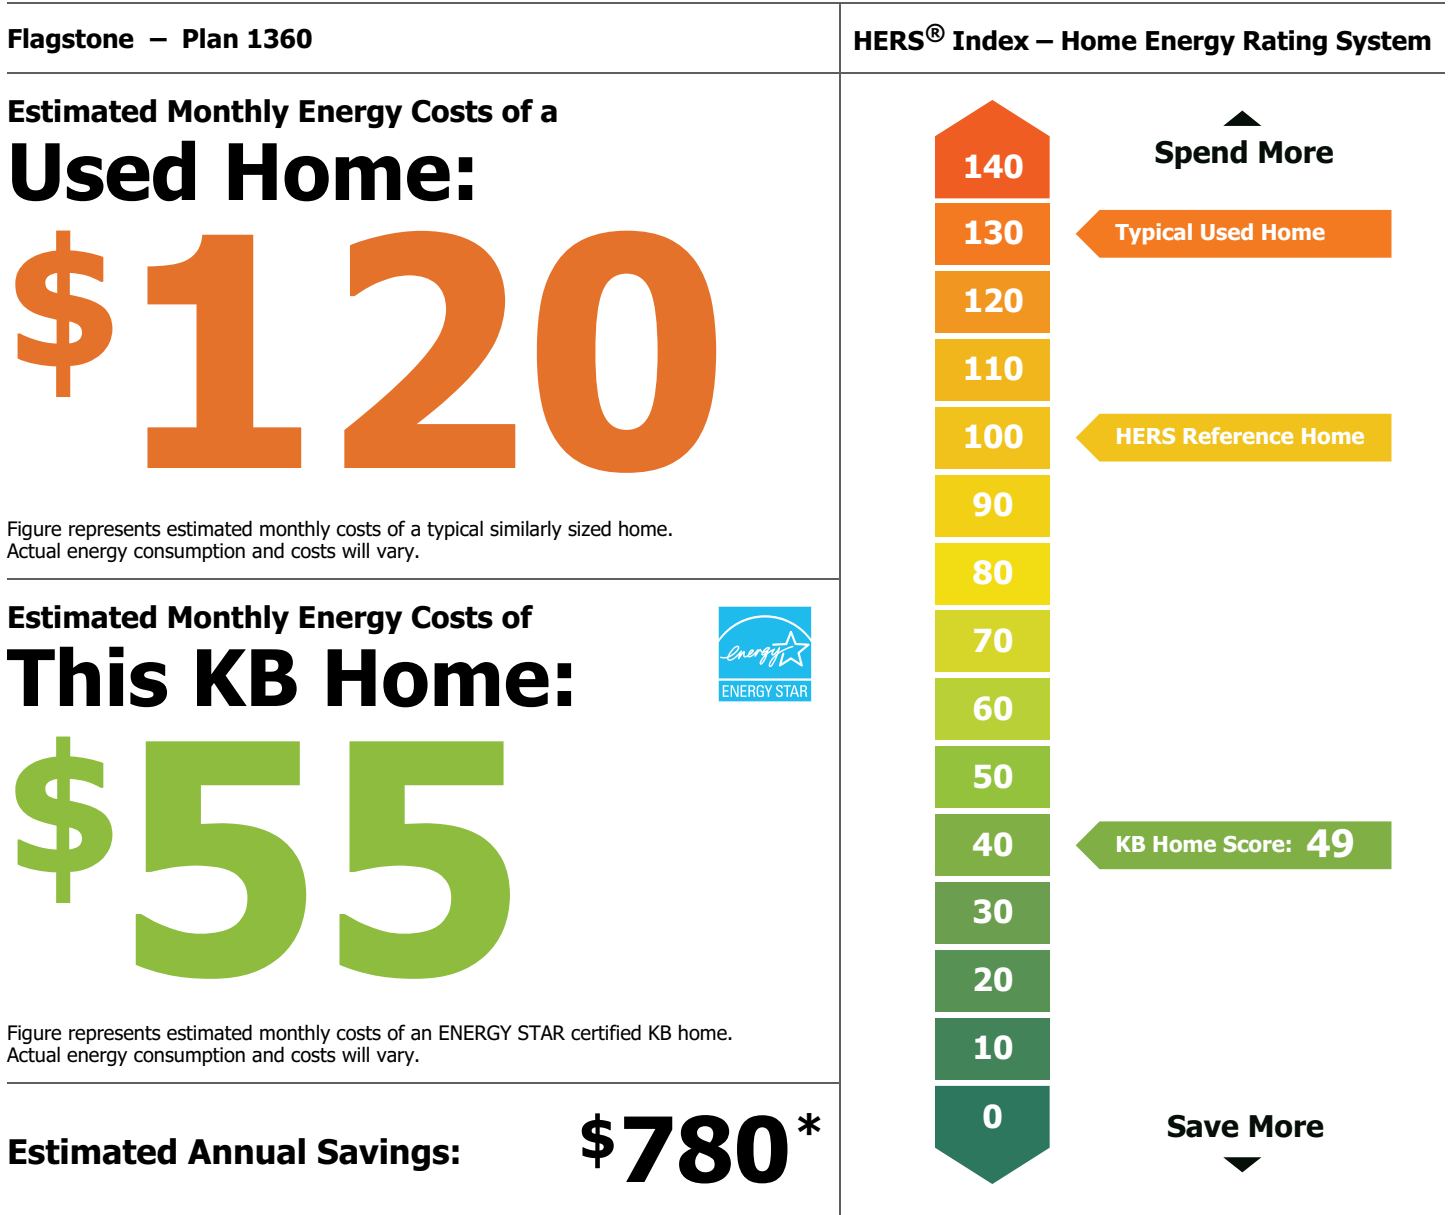 Flagstone – Plan 1360
Estimated Monthly Energy Costs of a
Used Home:
$120
Figure represents estimated monthly costs of a typical similarly sized home.
Actual energy consumption and costs will vary.
Estimated Monthly Energy Costs of
This KB Home:
energy
ENERGY STAR
$55
Figure represents estimated monthly costs of an ENERGY STAR certified KB home.
Actual energy consumption and costs will vary.
Estimated Annual Savings: $780*
HERS® Index – Home Energy Rating System
Spend More
140
130 Typical Used Home
120
110
100 HERS Reference Home
90
80
70
60
50
40 KB Home Score: 49
30
20
10
0
Save More